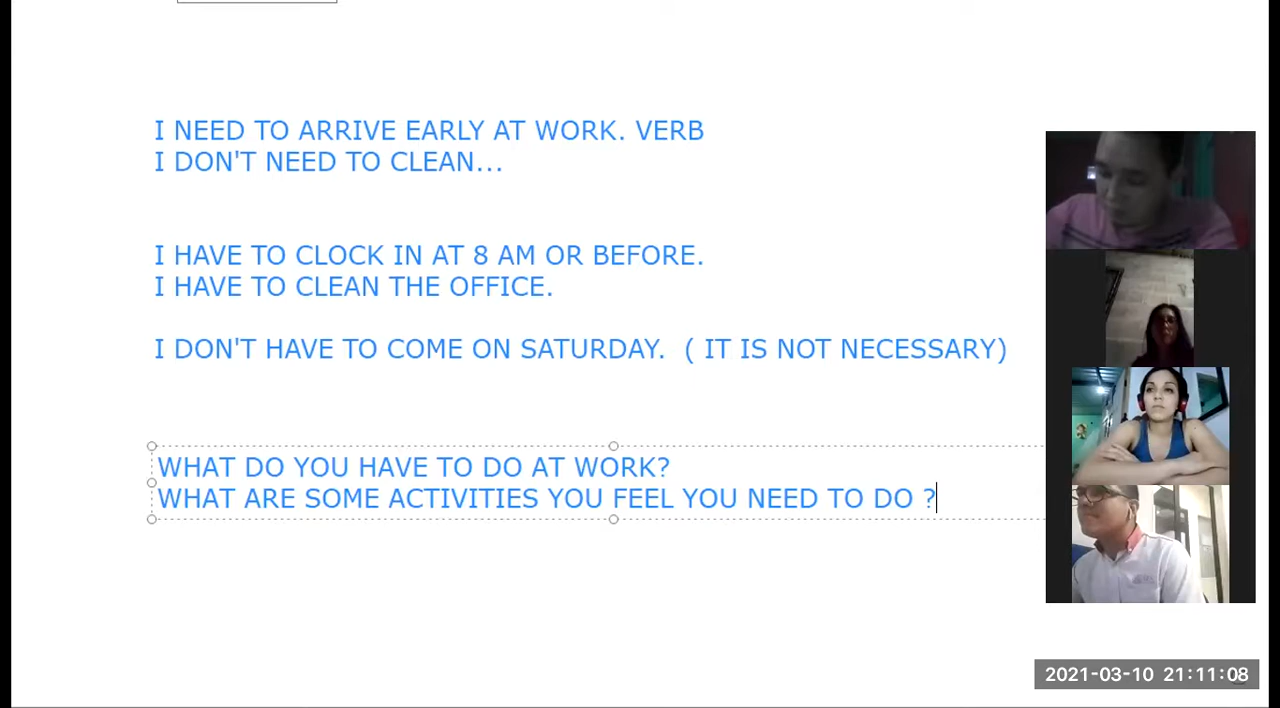 I NEED TO ARRIVE EARLY AT WORK. VERB
I DON'T NEED TO CLEAN...
I HAVE TO CLOCK IN AT 8 AM OR BEFORE.
I HAVE TO CLEAN THE OFFICE.
I DON'T HAVE TO COME ON SATURDAY. ( IT IS NOT NECESSARY)
WHAT DO YOU HAVE TO DO AT WORK?
WHAT ARE SOME ACTIVITIES YOU FEEL YOU NEED TO DO ?
2021-03-10 21:11:08